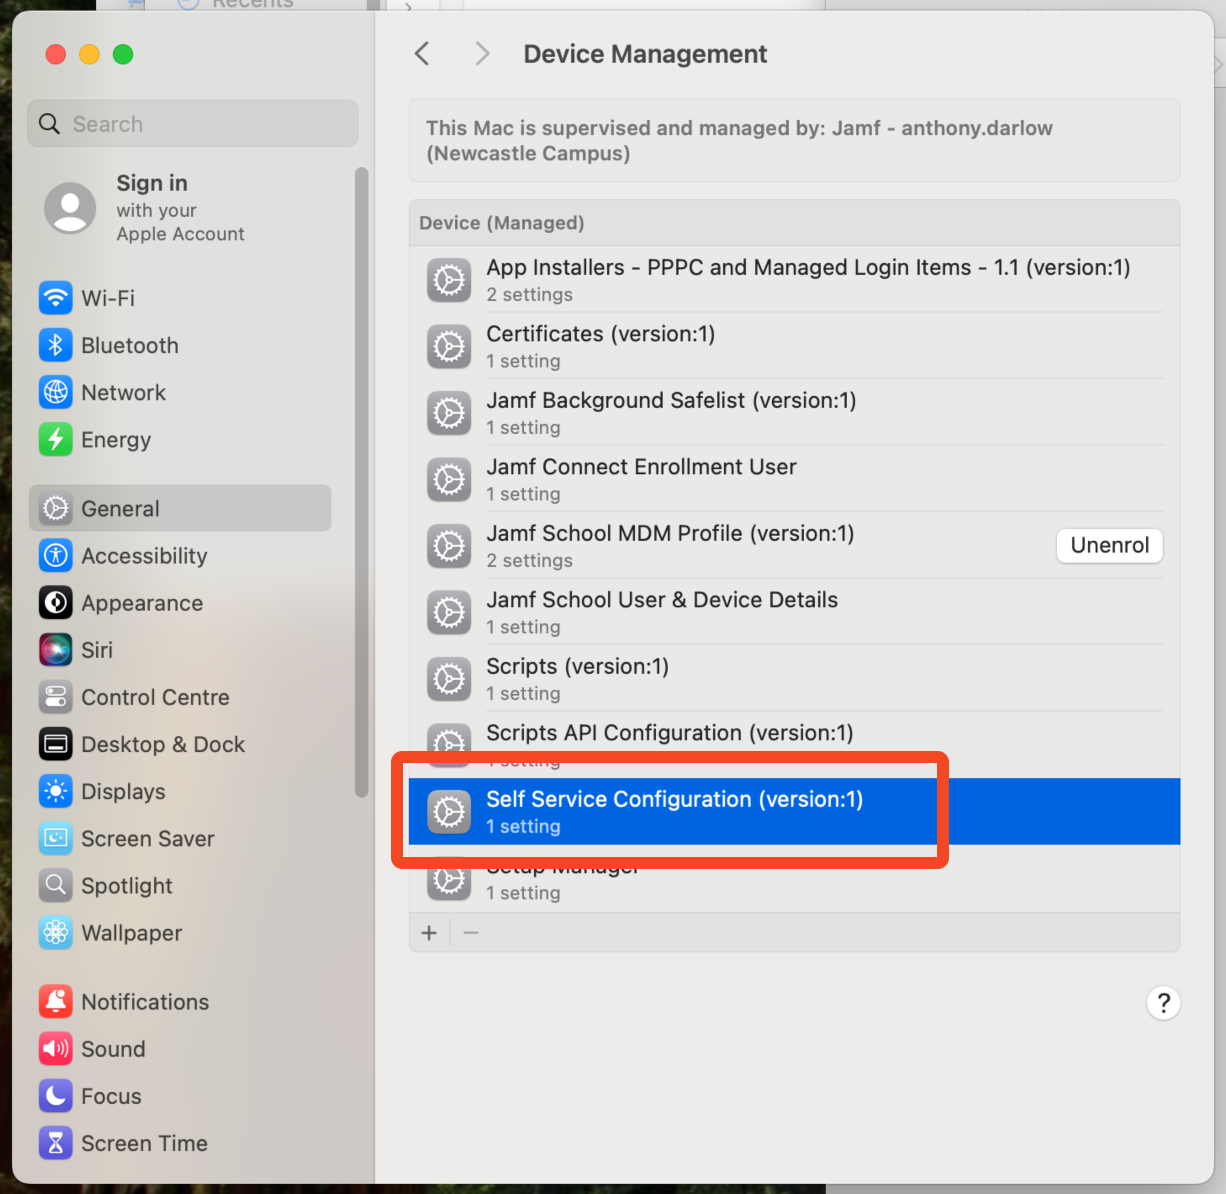 Recents
Device Management
Search
This Mac is supervised and managed by: Jamf - anthony.darlow
(Newcastle Campus)
Sign in
with your
Apple Account
Device (Managed)
App Installers - PPPC and Managed Login Items - 1.1 (version:1)
2 settings
Wi-Fi
Certificates (version:1)
1 setting
Bluetooth
Network
Jamf Background Safelist (version:1)
1 setting
Energy
Jamf Connect Enrollment User
1 setting
General
Jamf School MDM Profile (version:1)
2 settings
Unenrol
Accessibility
Jamf School User & Device Details
1 setting
Appearance
Siri
Scripts (version:1)
1 setting
Control Centre
Scripts API Configuration (version:1)
1 setting
Desktop & Dock
Displays
Self Service Configuration (version:1)
1 setting
Screen Saver
Setup Manager
1 setting
Spotlight
Wallpaper
+
−
Notifications
?
Sound
Focus
Screen Time